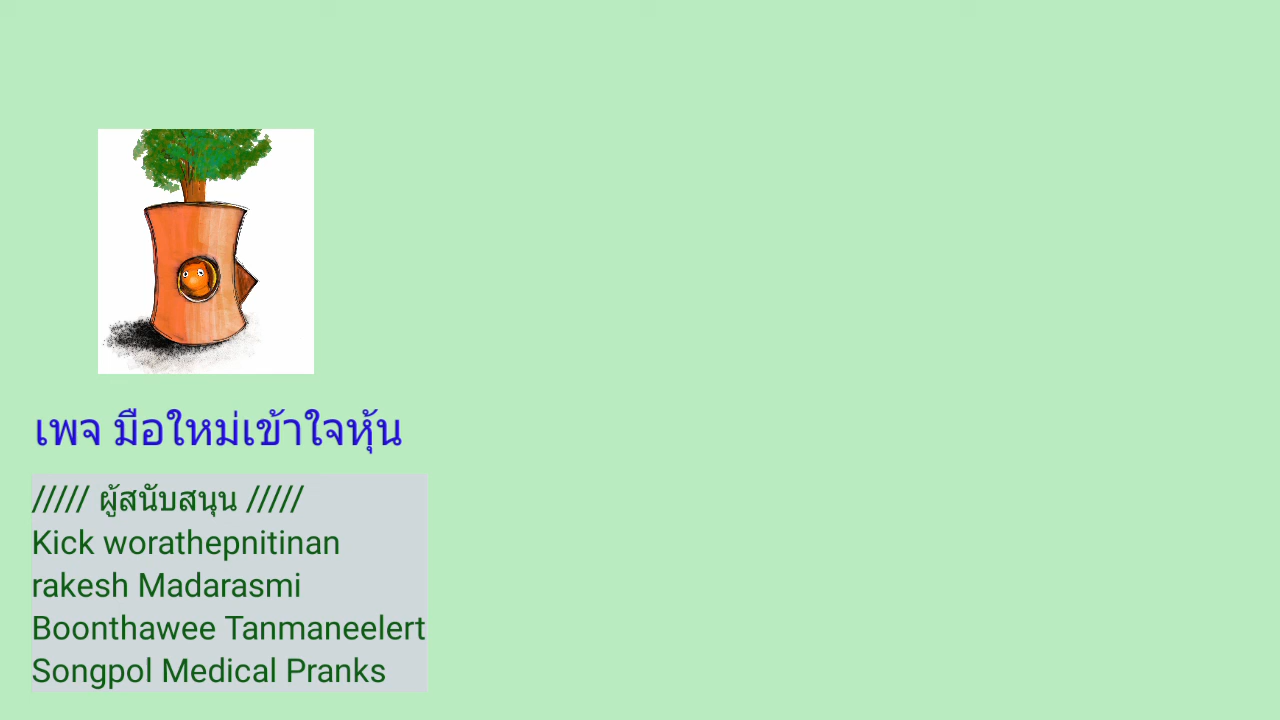 เพจ มือใหม่เข้าใจหุ้น
///// ผู้สนับสนุน /////
Kick worathepnitinan
rakesh Madarasmi
Boonthawee Tanmaneelert
Songpol Medical Pranks